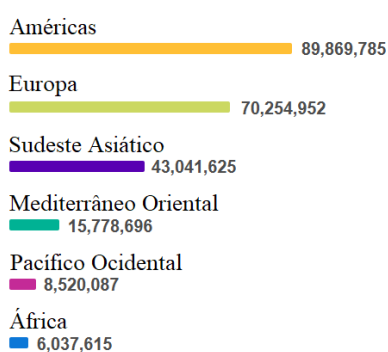 Américas
89,869,785
Europa
70,254,952
Sudeste Asiático
43,041,625
Mediterrâneo Oriental
15,778,696
Pacífico Ocidental
8,520,087
África
6,037,615